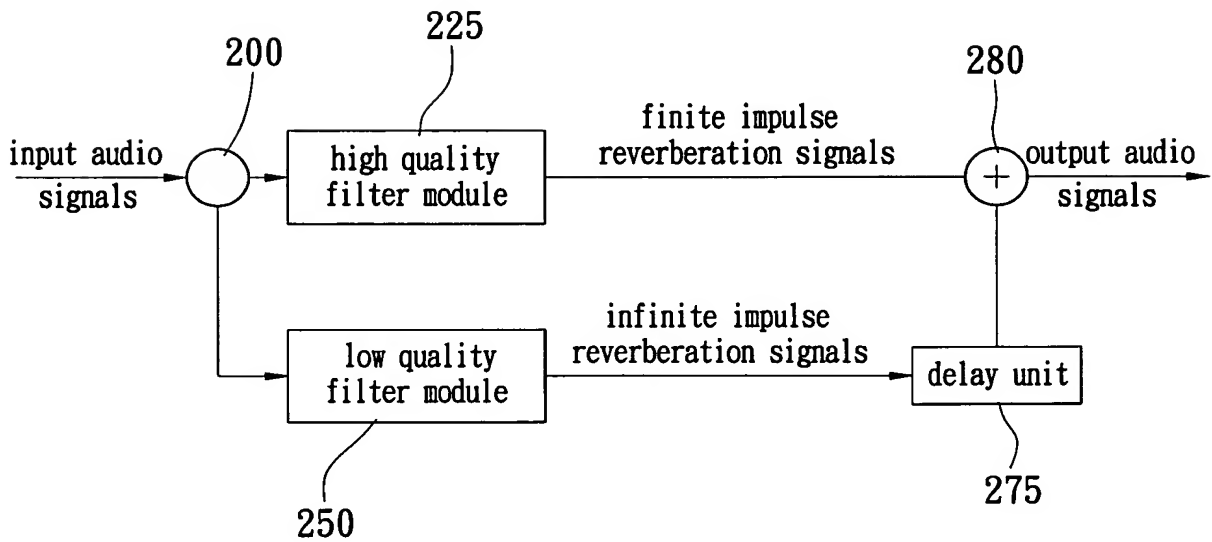 200
225
280
input audio
signals
high quality
filter module
finite impulse
reverberation signals
+
output audio
signals
low quality
filter module
infinite impulse
reverberation signals
delay unit
250
275